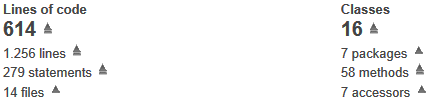 Lines of code
614
1.256 lines
279 statements
14 files
Classes
16
7 packages
58 methods
7 accessors